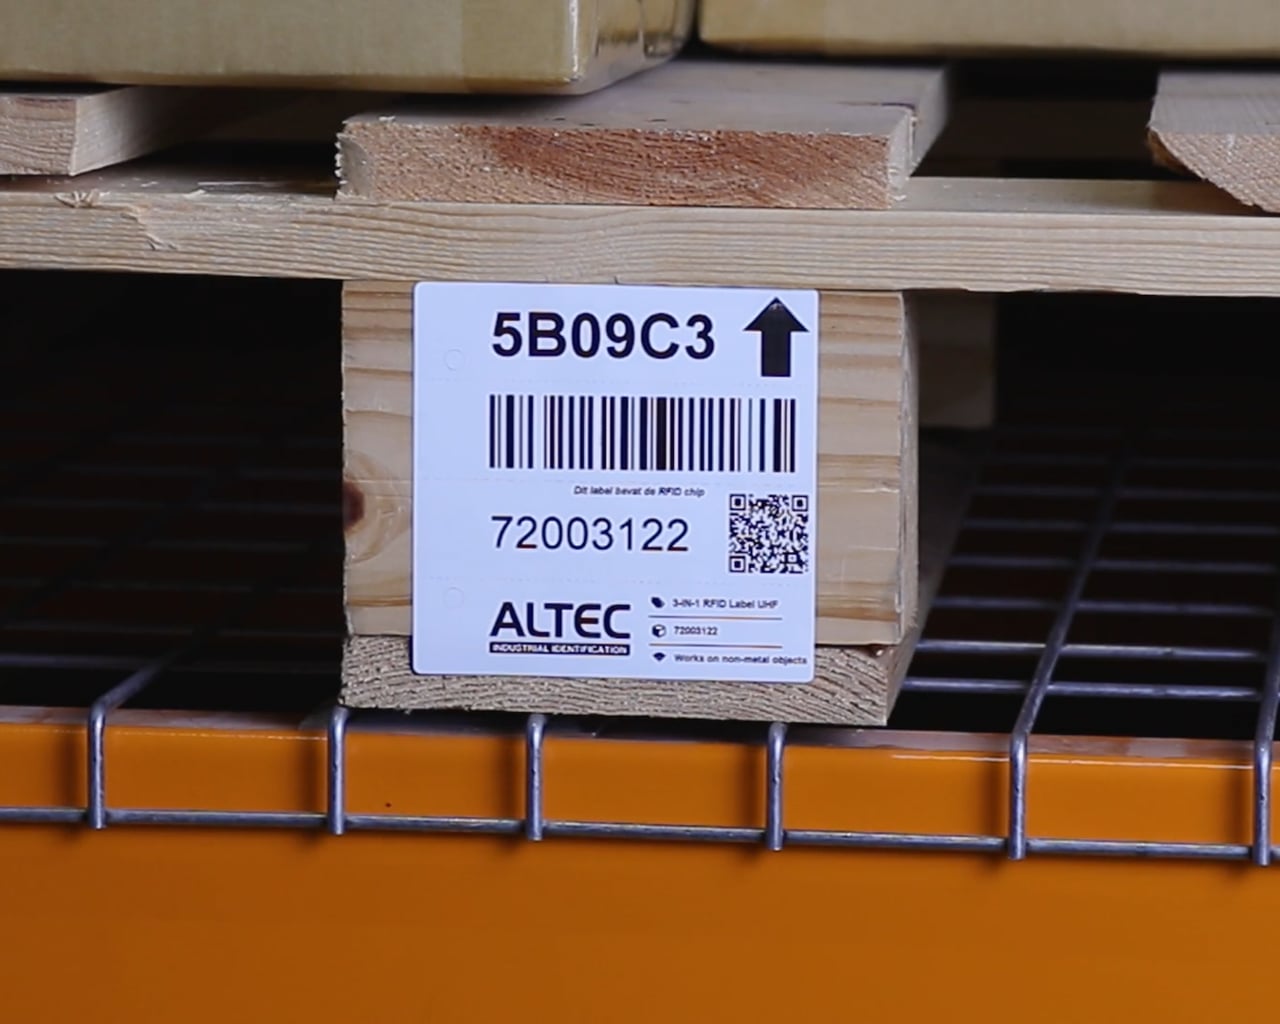 5B09C3
Dit label bevat de RFID chip
72003122
ALTEC
INDUSTRIAL IDENTIFICATION
3-IN-1 RFID Label UHF
72003122
Works on non-metal objects